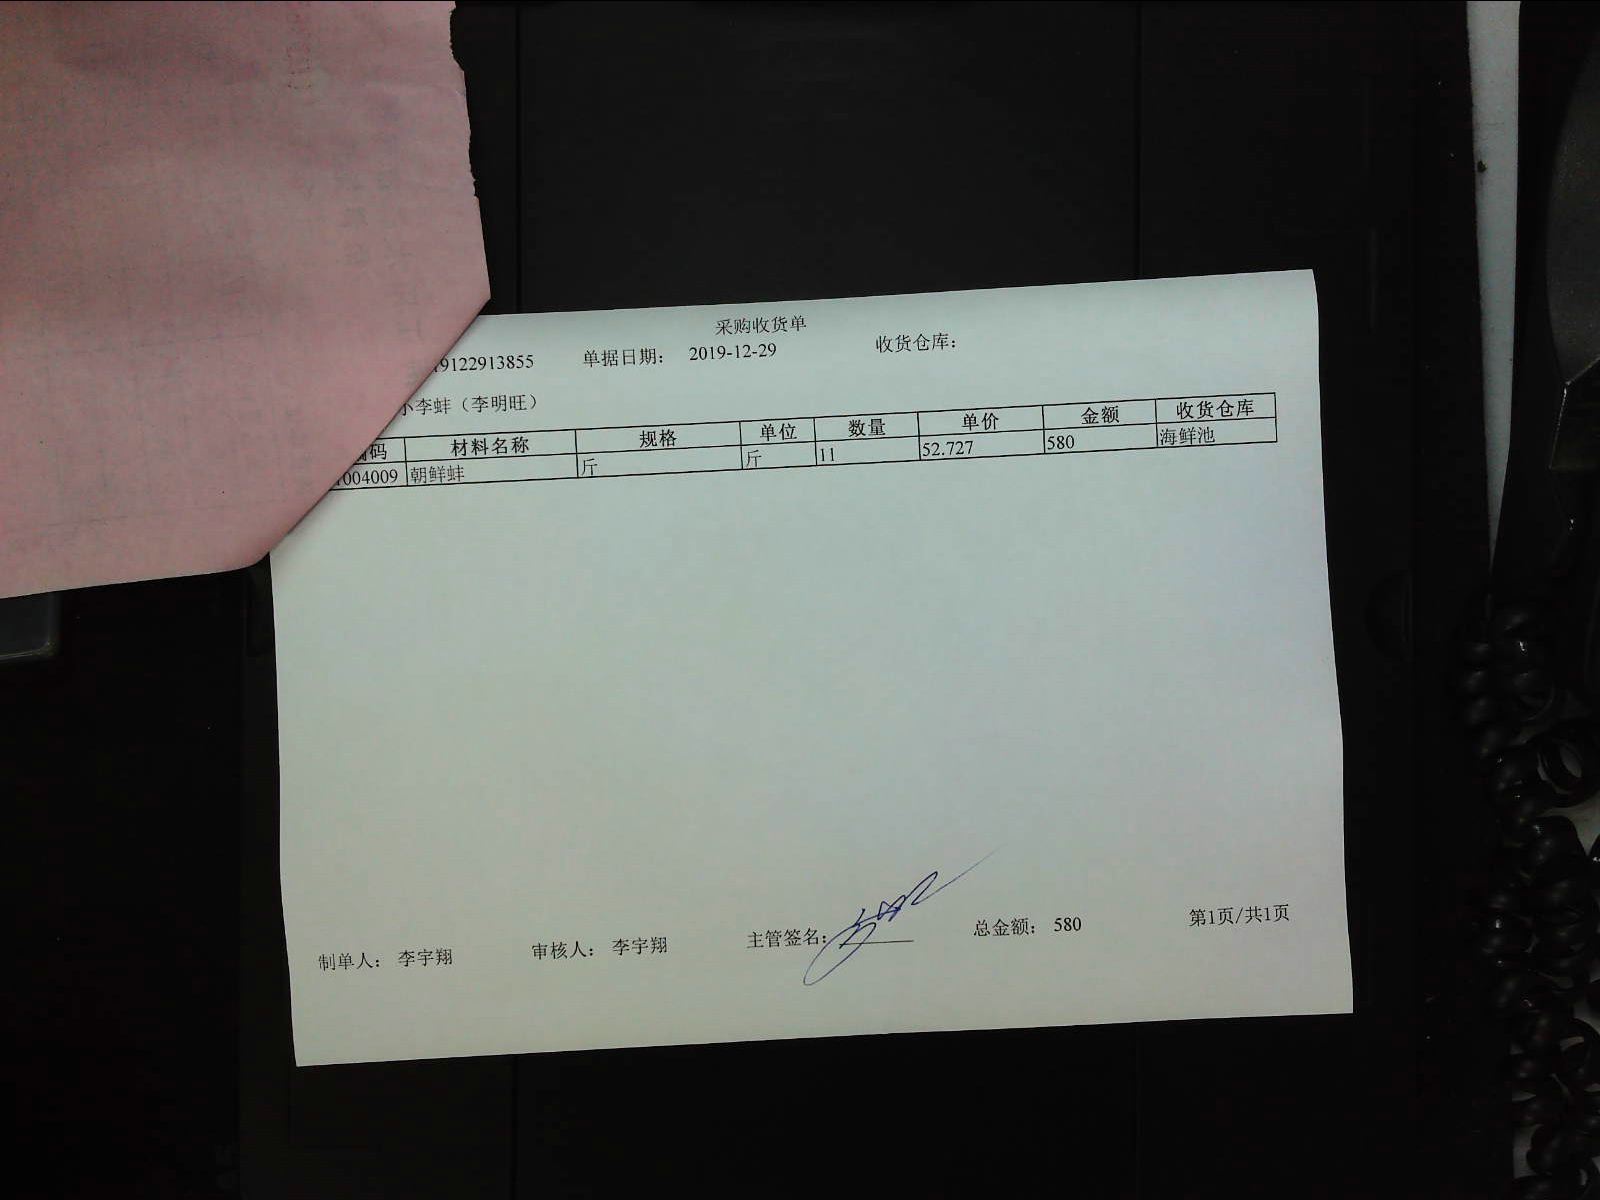 采购收货单
9122913855 单据日期: 2019-12-29 收货仓库:
小李蚌（李明旺）
码 材料名称 规格 单位 数量 单价 金额 收货仓库
1004009 朝鲜蚌 斤 斤 11 52.727 580 海鲜池
制单人: 李宇翔 审核人: 李宇翔 主管签名: 总金额: 580 第1页/共1页